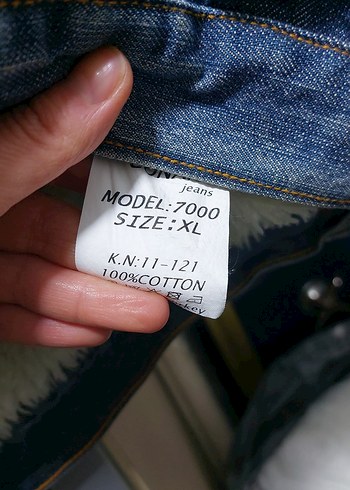 jeans
MODEL:7000
SIZE:XL
K.N:11-121
100%COTTON